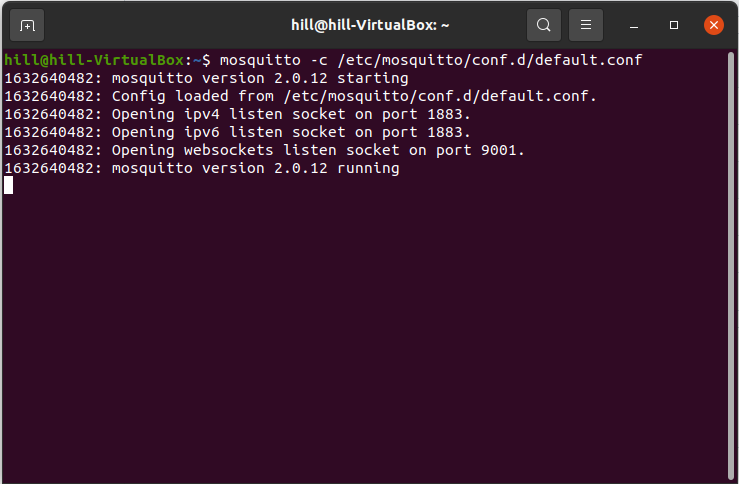 hill@hill-VirtualBox: ~
hill@hill-VirtualBox:~$ mosquitto -c /etc/mosquitto/conf.d/default.conf
1632640482: mosquitto version 2.0.12 starting
1632640482: Config loaded from /etc/mosquitto/conf.d/default.conf.
1632640482: Opening ipv4 listen socket on port 1883.
1632640482: Opening ipv6 listen socket on port 1883.
1632640482: Opening websockets listen socket on port 9001.
1632640482: mosquitto version 2.0.12 running